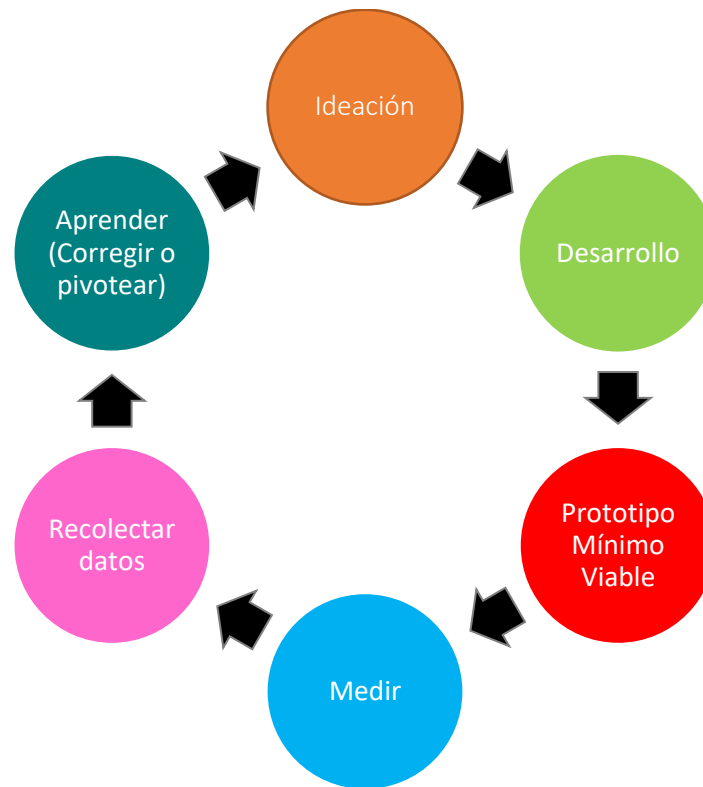 Ideación
Desarrollo
Prototipo
Mínimo
Viable
Medir
Recolectar
datos
Aprender
(Corregir o
pivotear)